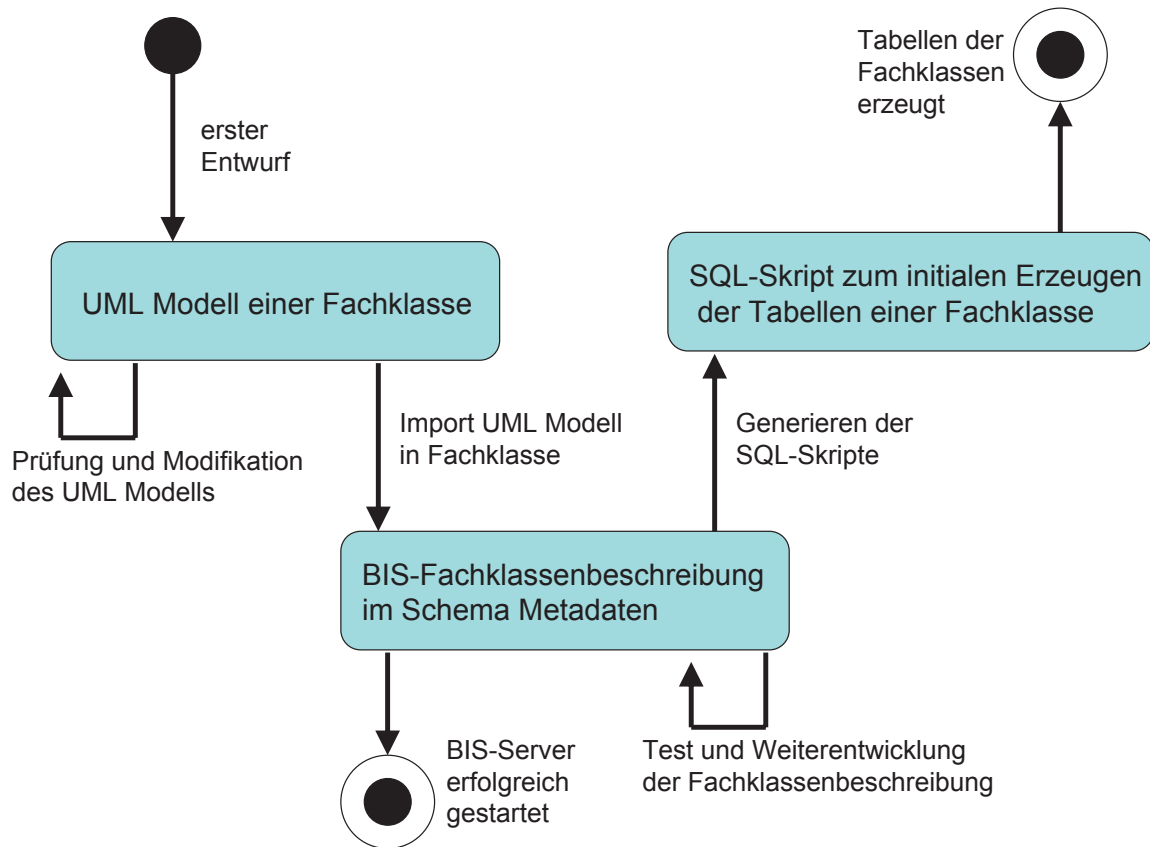 erster
Entwurf
Tabellen der
Fachklassen
erzeugt
UML Modell einer Fachklasse
SQL-Skript zum initialen Erzeugen
der Tabellen einer Fachklasse
Prüfung und Modifikation
des UML Modells
Import UML Modell
in Fachklasse
Generieren der
SQL-Skripte
BIS-Fachklassenbeschreibung
im Schema Metadaten
BIS-Server
erfolgreich
gestartet
Test und Weiterentwicklung
der Fachklassenbeschreibung